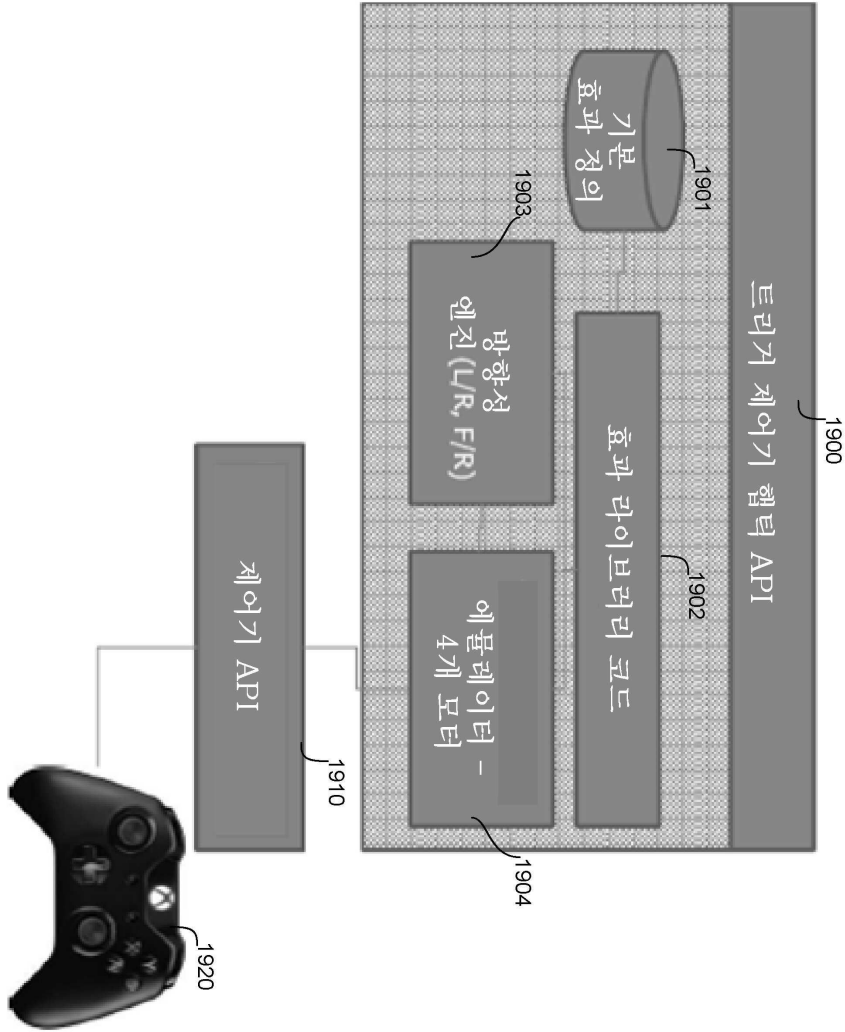 트리거 제어기 햅틱 API
1900
기본
효과 정의
1901
효과 라이브러리 코드
1902
방향성
엔진 (L/R, F/R)
1903
에뮬레이터 –
4개 모터
1904
제어기 API
1910
1920